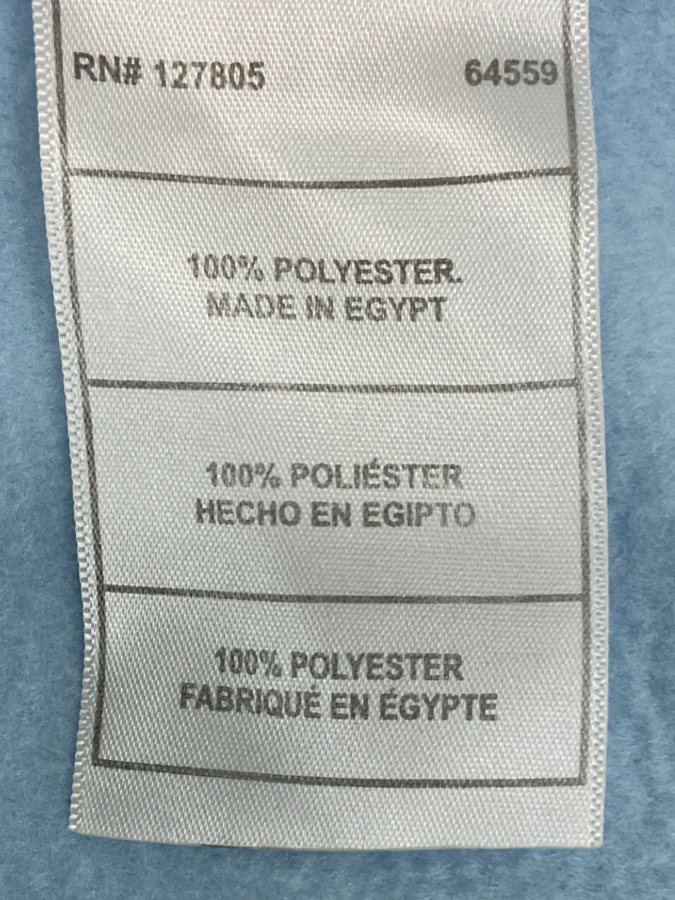 RN# 127805 64559
100% POLYESTER.
MADE IN EGYPT
100% POLIÉSTER
HECHO EN EGIPTO
100% POLYESTER
FABRIQUÉ EN ÉGYPTE